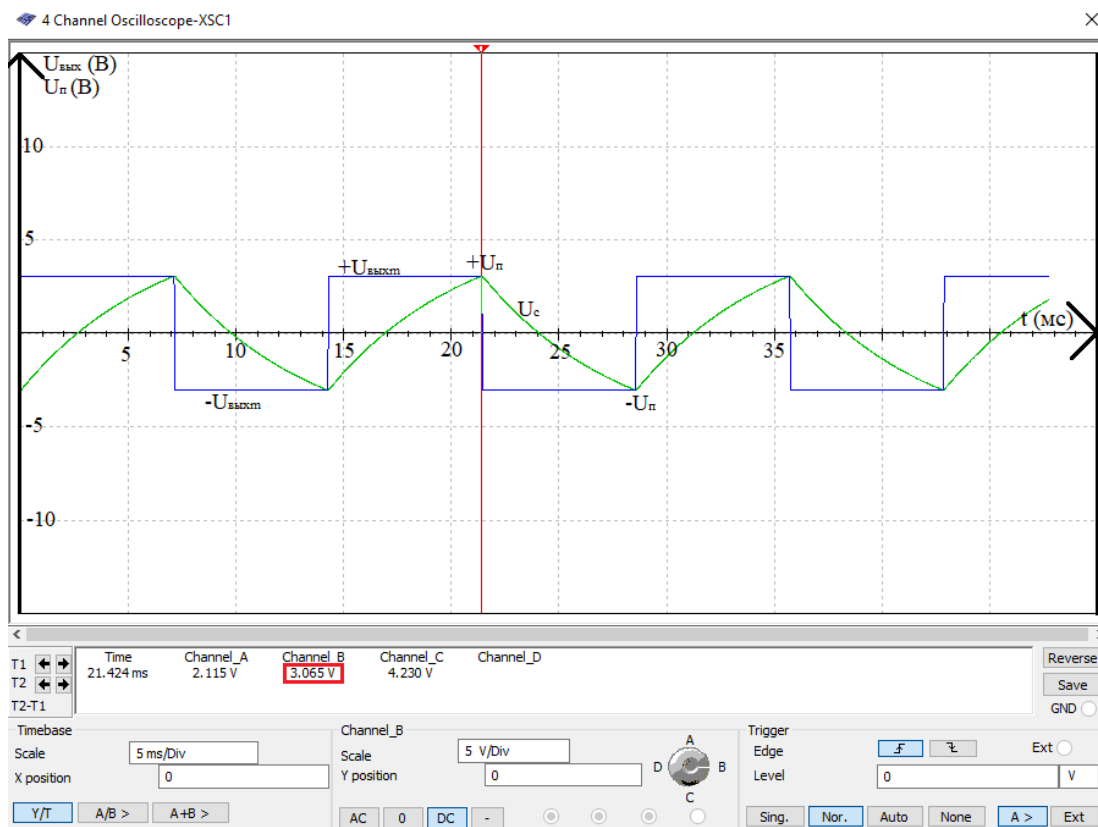 4 Channel Oscilloscope-XSC1
Uвых (В)
Uп (В)
10
5
+Uвыхm
+Uп
Uс
t (мс)
5
10
15
20
25
30
35
-Uвыхm
-Uп
-5
-10
Time Channel_A Channel_B Channel_C Channel_D
T1
21.424 ms 2.115 V 3.065 V 4.230 V
T2
T2-T1
Reverse
Save
GND
Timebase
Scale 5 ms/Div
X position 0
Y/T A/B > A+B >
Channel_B
Scale 5 V/Div
Y position 0
AC 0 DC -
A
D B
C
Trigger
Edge Ext
Level 0 V
Sing. Nor. Auto None A > Ext